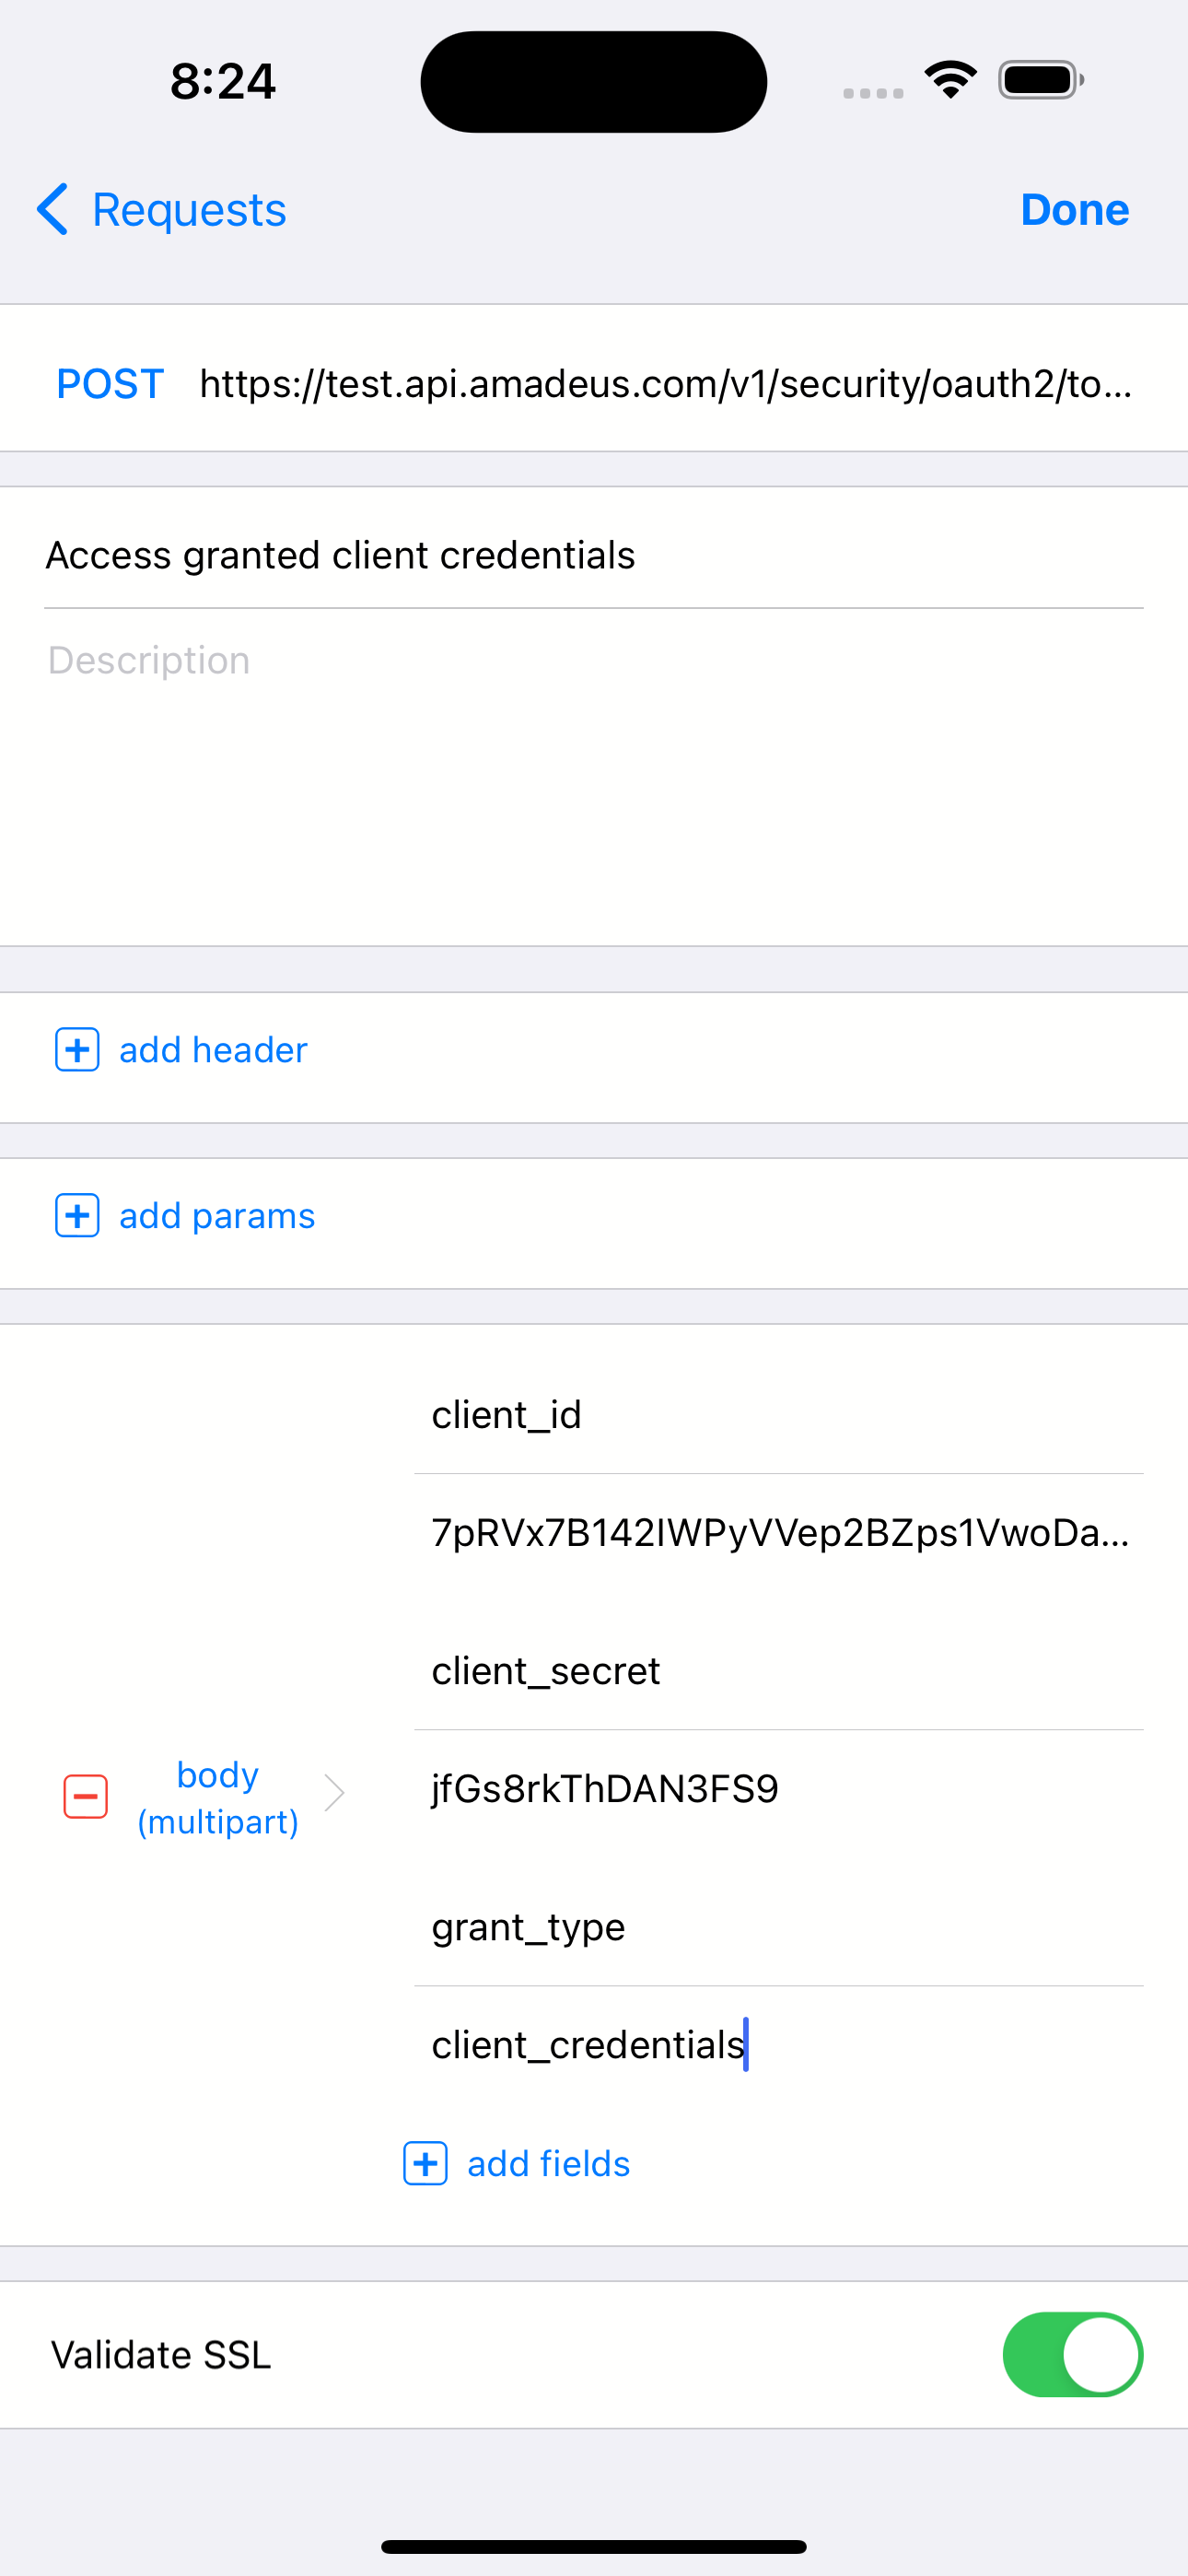 8:24
Requests
Done
POST https://test.api.amadeus.com/v1/security/oauth2/to...
Access granted client credentials
Description
add header
add params
client_id
7pRVx7B142IWPyVVep2BZps1VwoDa...
client_secret
body
(multipart)
jfGs8rkThDAN3FS9
grant_type
client_credentials
add fields
Validate SSL